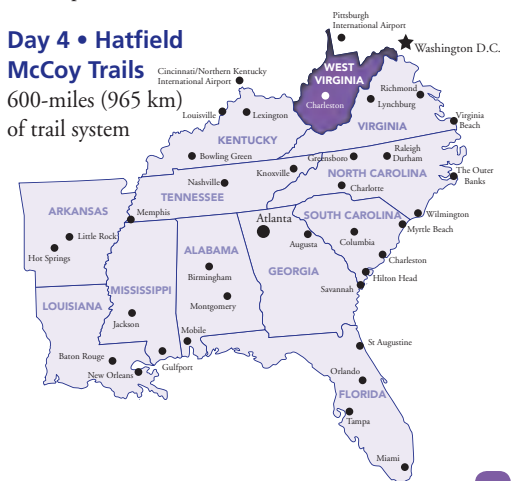 Day 4 • Hatfield
McCoy Trails
600-miles (965 km)
of trail system
Pittsburgh
International Airport
Washington D.C.
Cincinnati/Northern Kentucky
International Airport
WEST
VIRGINIA
Charleston
Richmond
Lynchburg
Virginia
Beach
VIRGINIA
Louisville
Lexington
KENTUCKY
Bowling Green
Greensboro
Raleigh
Durham
NORTH CAROLINA
The Outer
Banks
Knoxville
Nashville
TENNESSEE
Charlotte
Memphis
ARKANSAS
Little Rock
Hot Springs
Atlanta
SOUTH CAROLINA
Wilmington
Myrtle Beach
Augusta
Columbia
Charleston
ALABAMA
Birmingham
GEORGIA
Hilton Head
Savannah
MISSISSIPPI
LOUISIANA
Montgomery
Jackson
Mobile
St Augustine
Baton Rouge
New Orleans
Gulfport
Orlando
FLORIDA
Tampa
Miami